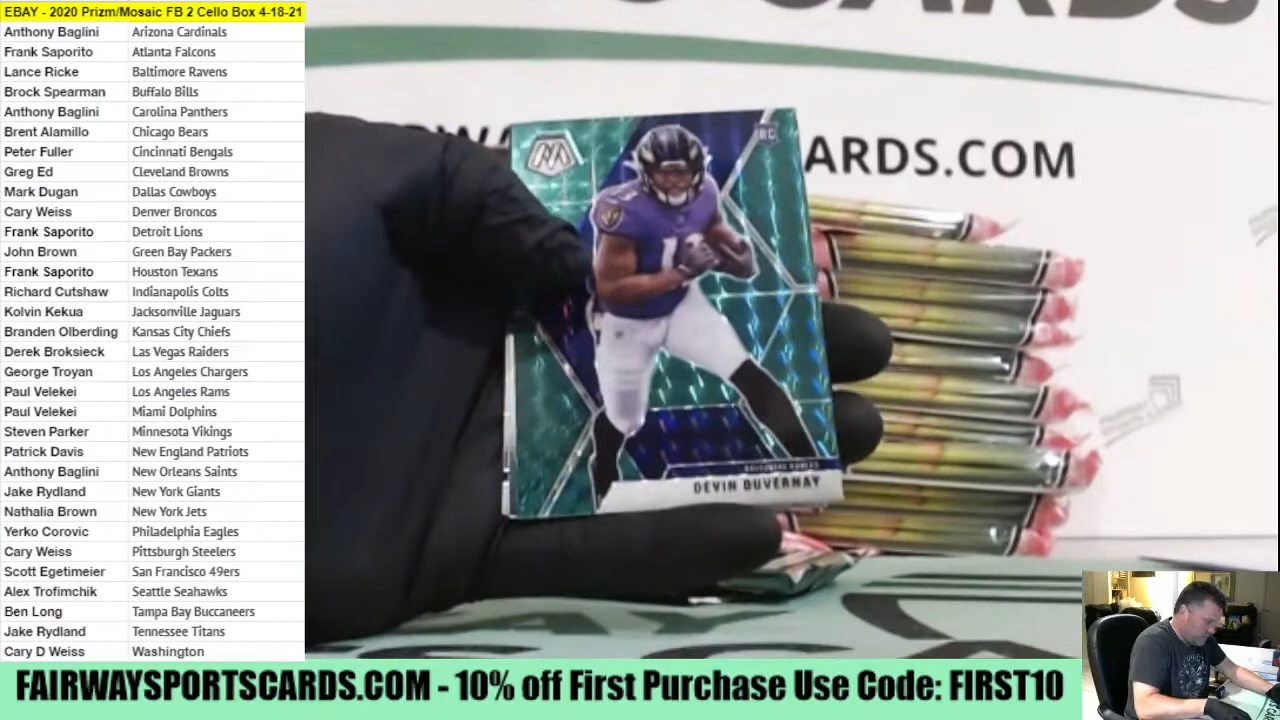 EBAY - 2020 Prizm/Mosaic FB 2 Cello Box 4-18-21
Anthony Baglini Arizona Cardinals
Frank Saporito Atlanta Falcons
Lance Ricke Baltimore Ravens
Brock Spearman Buffalo Bills
Anthony Baglini Carolina Panthers
Brent Alamillo Chicago Bears
Peter Fuller Cincinnati Bengals
Greg Ed Cleveland Browns
Mark Dugan Dallas Cowboys
Cary Weiss Denver Broncos
Frank Saporito Detroit Lions
John Brown Green Bay Packers
Frank Saporito Houston Texans
Richard Cutshaw Indianapolis Colts
Kolvin Kekua Jacksonville Jaguars
Branden Olberding Kansas City Chiefs
Derek Broksieck Las Vegas Raiders
George Troyan Los Angeles Chargers
Paul Velekei Los Angeles Rams
Paul Velekei Miami Dolphins
Steven Parker Minnesota Vikings
Patrick Davis New England Patriots
Anthony Baglini New Orleans Saints
Jake Rydland New York Giants
Nathalia Brown New York Jets
Yerko Corovic Philadelphia Eagles
Cary Weiss Pittsburgh Steelers
Scott Egetimeier San Francisco 49ers
Alex Trofimchik Seattle Seahawks
Ben Long Tampa Bay Buccaneers
Jake Rydland Tennessee Titans
Cary D Weiss Washington
CARDS
ARDS.COM
RC
BALTIMORE RAVENS
DEVIN DUVERNAY
FAIRWAYSPORTSCARDS.COM - 10% off First Purchase Use Code: FIRST10